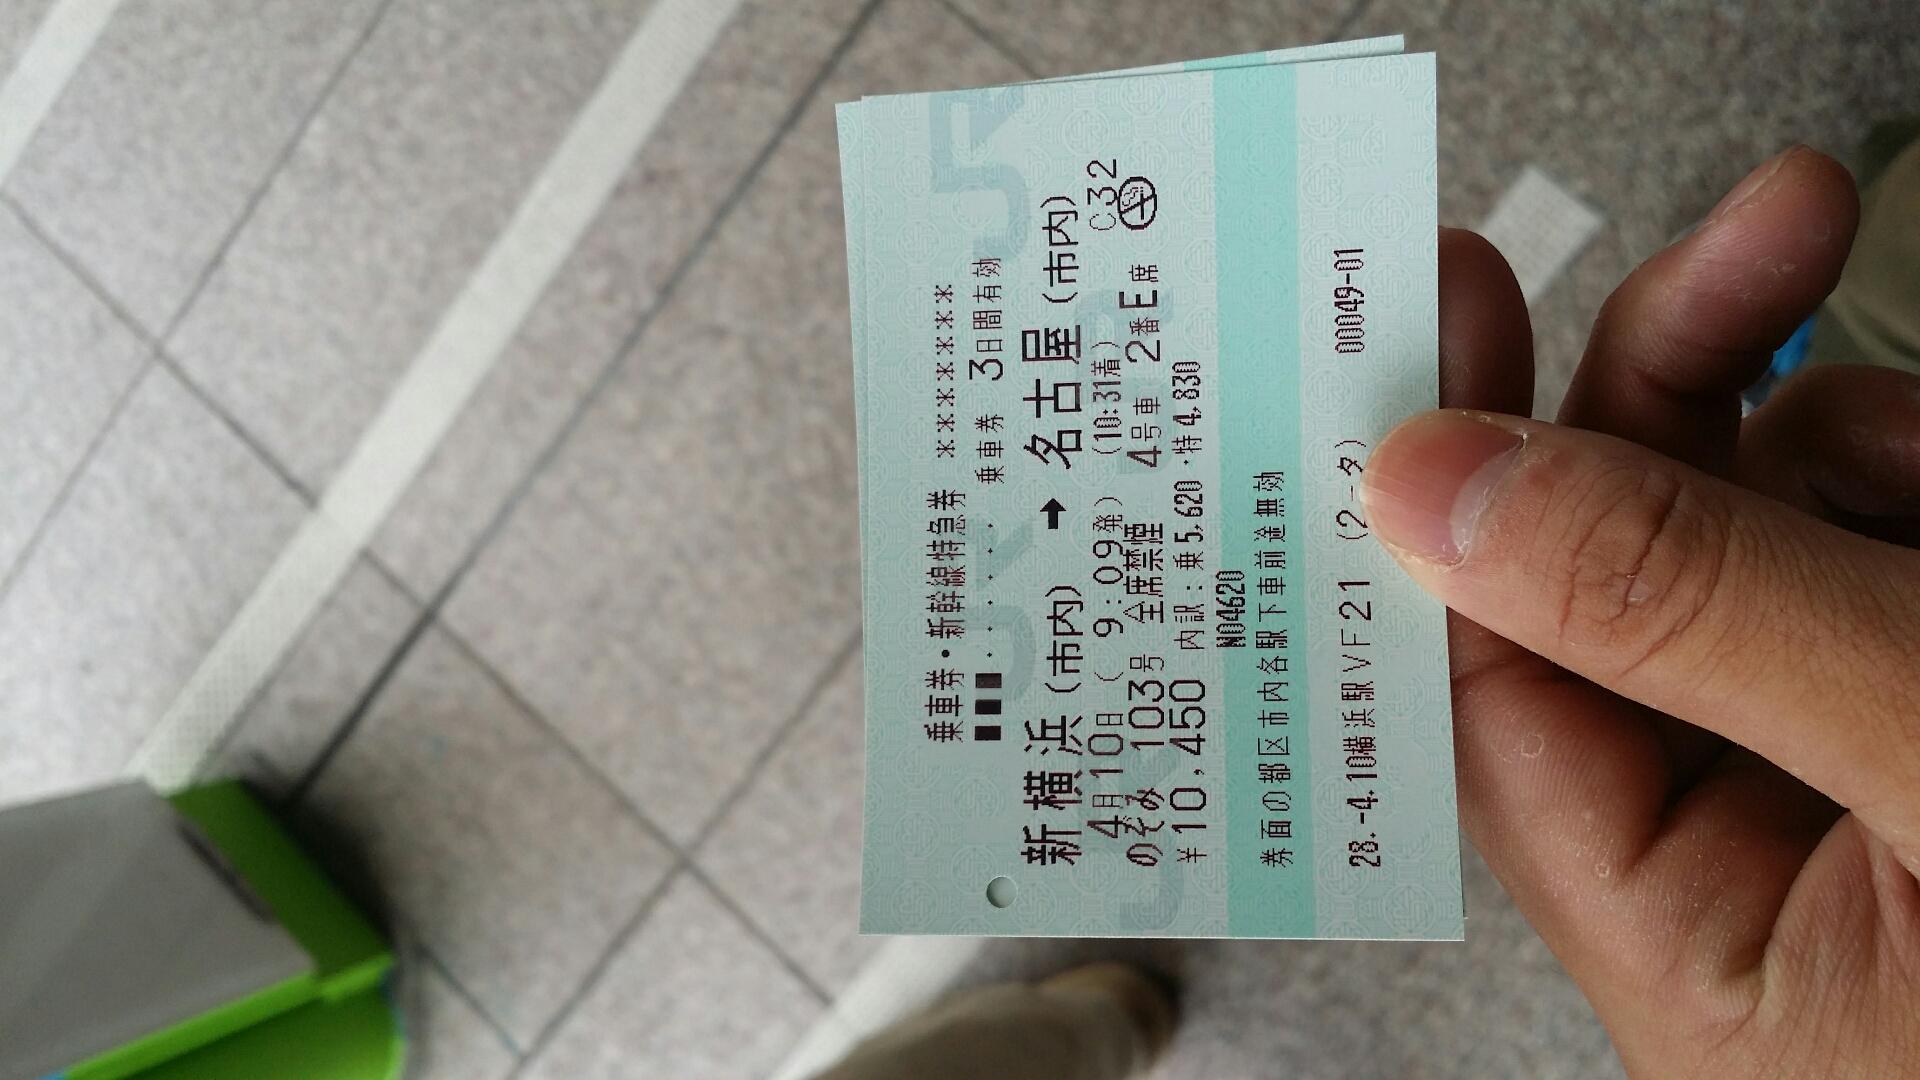 乗車券・新幹線特急券 ********
乗車券 3日間有効
新横浜(市内) ➡ 名古屋(市内)
4月10日( 9:09発) (10:31着) C32
のぞみ 103号 全席禁煙 4号車 2番E席
¥10,450 内訳:乗5,620・特4,830
N04620
券面の都区市内各駅下車前途無効
28.-4.10横浜駅VF21 (2-タ) 00049-01
JR